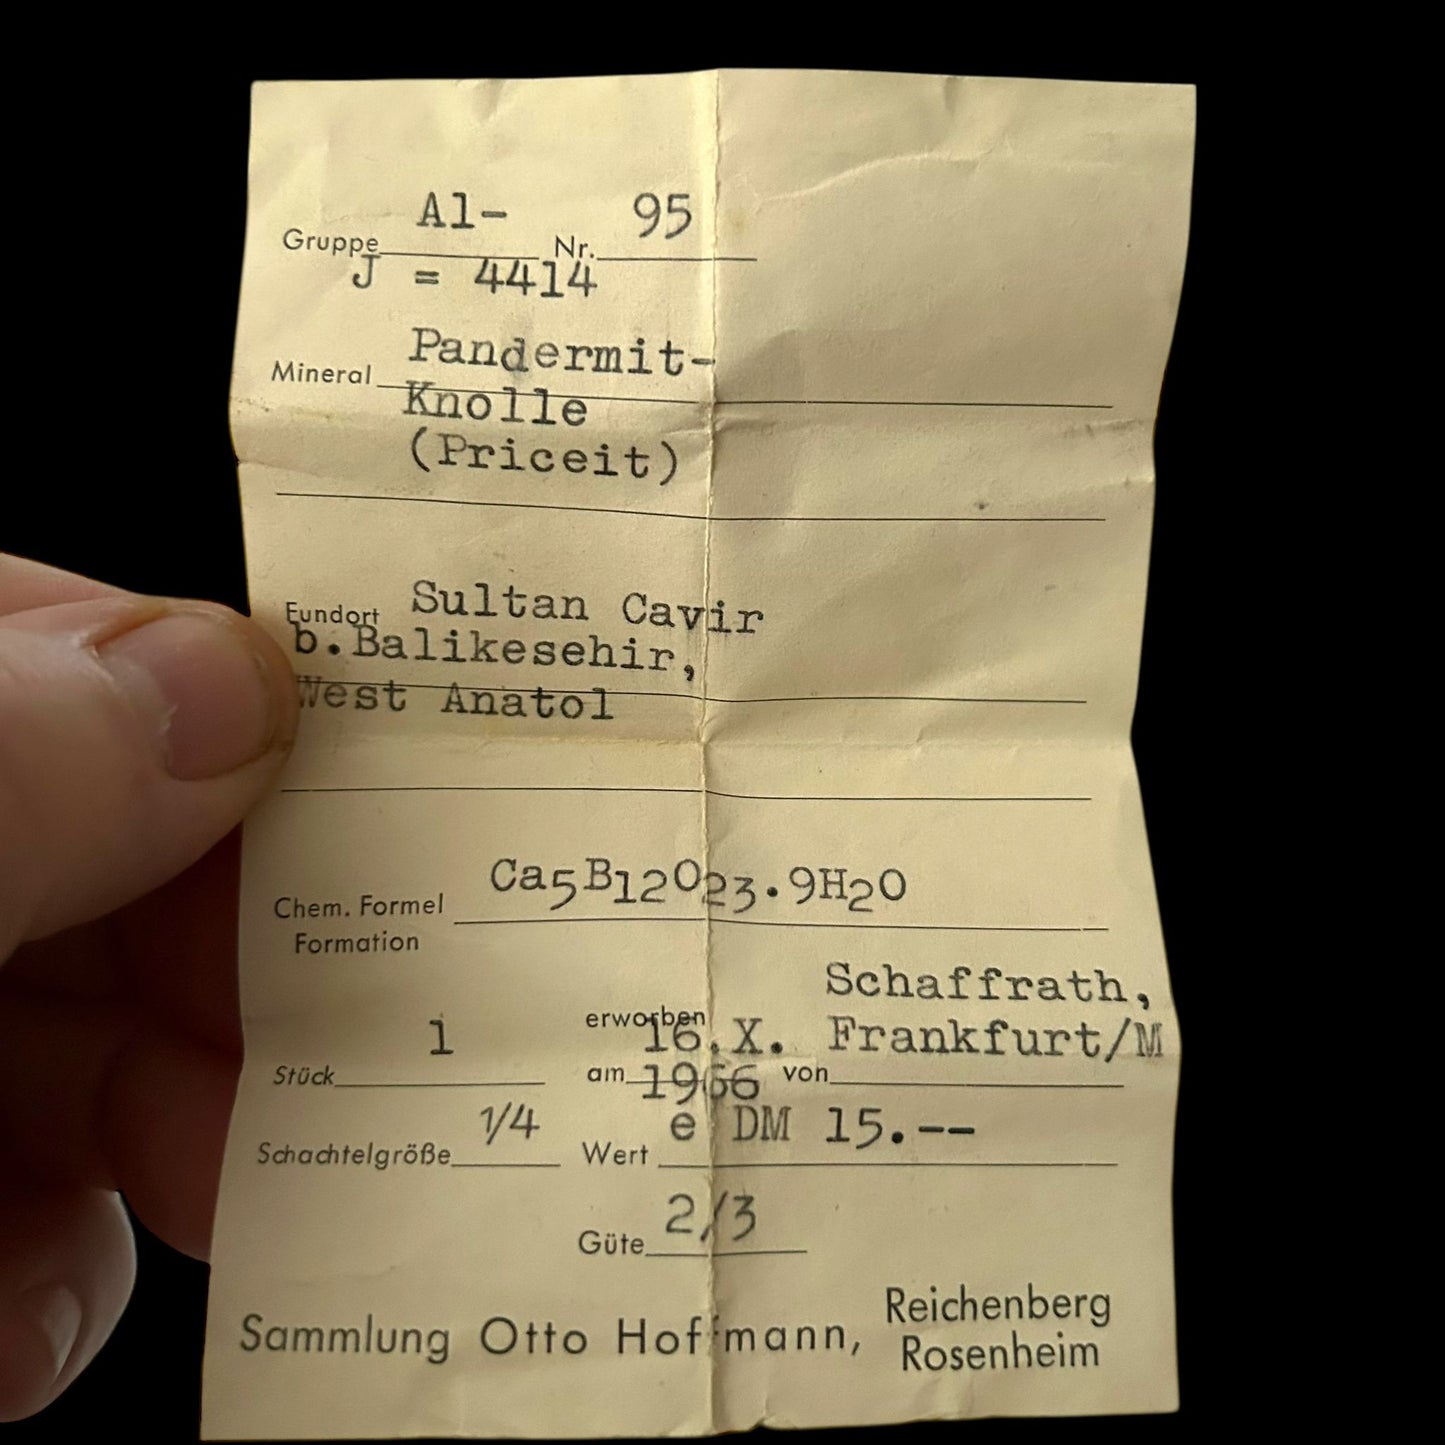 Gruppe Al- Nr. 95
J = 4414
Mineral Pandermit-
Knolle
(Priceit)
Fundort Sultan Cavir
b.Balikesehir,
West Anatol
Chem. Formel Ca5B12O23.9H2O
Formation
Schaffrath,
Stück 1 erworben 16.X. Frankfurt/M
am 1966 von
Schachtelgröße 1/4 Wert e DM 15.--
Güte 2/3
Sammlung Otto Hoffmann, Reichenberg
Rosenheim